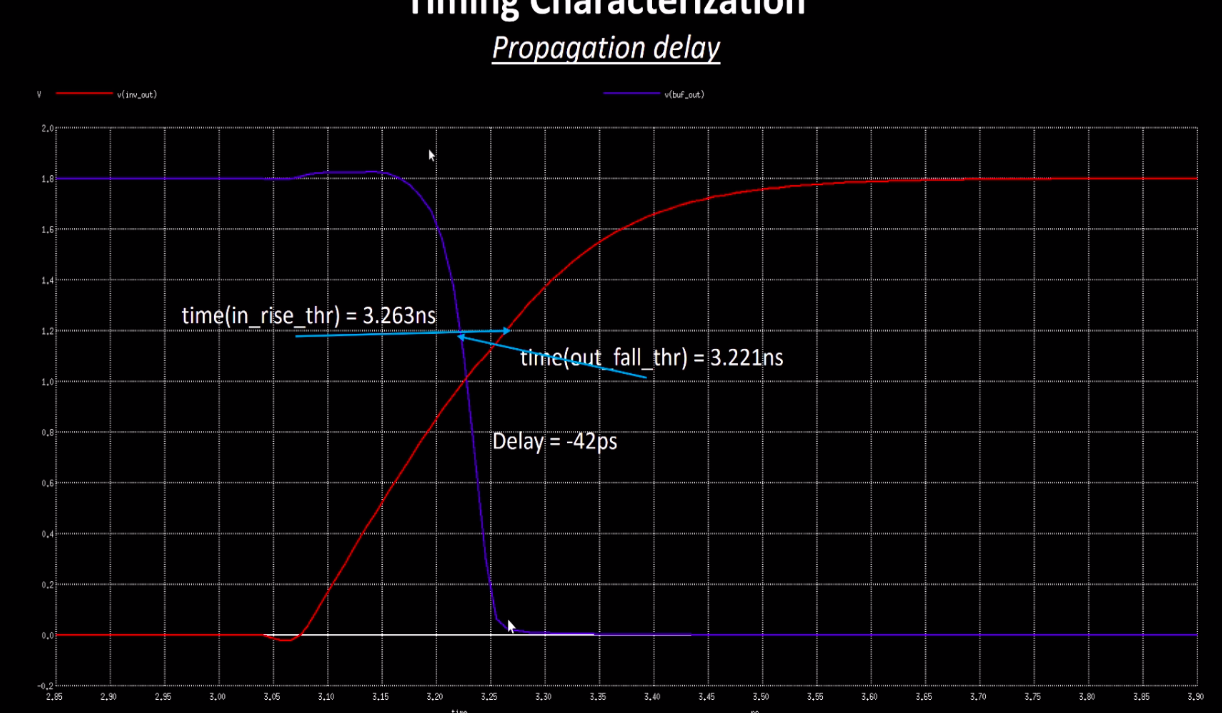 Timing Characterization
Propagation delay
V
v(inv_out)
v(buf_out)
2.0
1.8
1.6
1.4
time(in_rise_thr) = 3.263ns
1.2
time(out_fall_thr) = 3.221ns
1.0
Delay = -42ps
0.8
0.6
0.4
0.2
0.0
-0.2
2.85 2.90 2.95 3.00 3.05 3.10 3.15 3.20 3.25 3.30 3.35 3.40 3.45 3.50 3.55 3.60 3.65 3.70 3.75 3.80 3.85 3.90
time ns